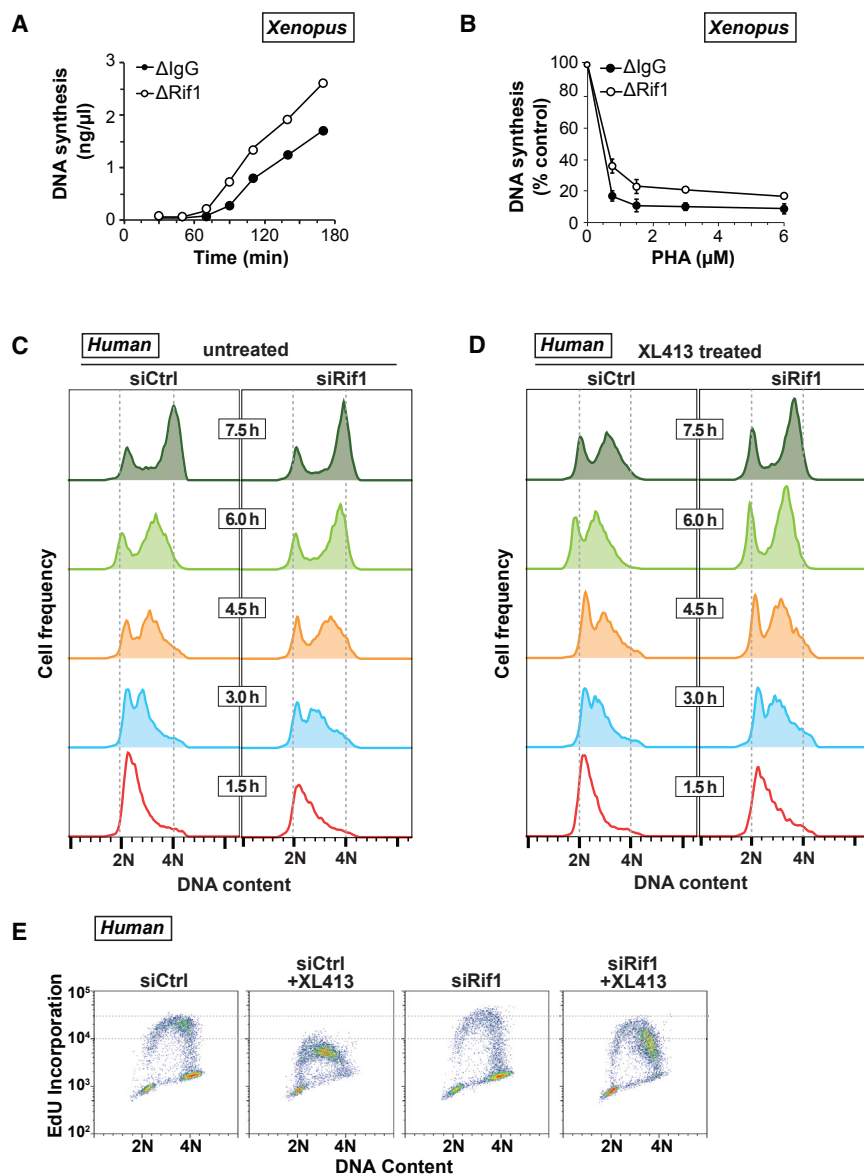 A
Xenopus
ΔIgG
ΔRif1
DNA synthesis
(ng/µl)
3
2
1
0
0 60 120 180
Time (min)
B
Xenopus
ΔIgG
ΔRif1
DNA synthesis
(% control)
100
80
60
40
20
0
0 2 4 6
PHA (µM)
C
Human
untreated
siCtrl siRif1
7.5 h
6.0 h
4.5 h
3.0 h
1.5 h
Cell frequency
2N 4N 2N 4N
DNA content
D
Human
XL413 treated
siCtrl siRif1
7.5 h
6.0 h
4.5 h
3.0 h
1.5 h
Cell frequency
2N 4N 2N 4N
DNA content
E
Human
siCtrl
siCtrl
+XL413
siRif1
siRif1
+XL413
EdU Incorporation
10⁵
10⁴
10³
10²
2N 4N 2N 4N 2N 4N 2N 4N
DNA Content